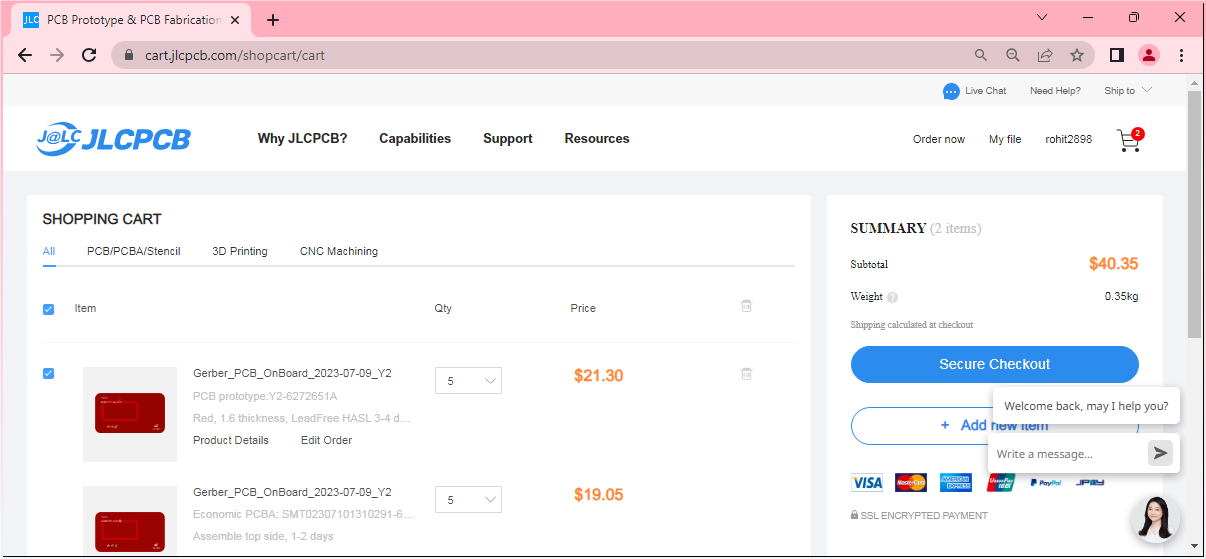 JLC PCB Prototype & PCB Fabrication
cart.jlcpcb.com/shopcart/cart
Live Chat Need Help? Ship to
J@LC JLCPCB Why JLCPCB? Capabilities Support Resources Order now My file rohit2898 2
SHOPPING CART
All PCB/PCBA/Stencil 3D Printing CNC Machining
Item Qty Price
Gerber_PCB_OnBoard_2023-07-09_Y2
PCB prototype:Y2-6272651A
Red, 1.6 thickness, LeadFree HASL 3-4 d...
Product Details Edit Order
5 $21.30
Gerber_PCB_OnBoard_2023-07-09_Y2
Economic PCBA: SMT02307101310291-6...
Assemble top side, 1-2 days
5 $19.05
SUMMARY (2 items)
Subtotal $40.35
Weight ? 0.35kg
Shipping calculated at checkout
Secure Checkout
Welcome back, may I help you?
+ Add new item
Write a message...
VISA MasterCard AMERICAN EXPRESS UnionPay PayPal
SSL ENCRYPTED PAYMENT